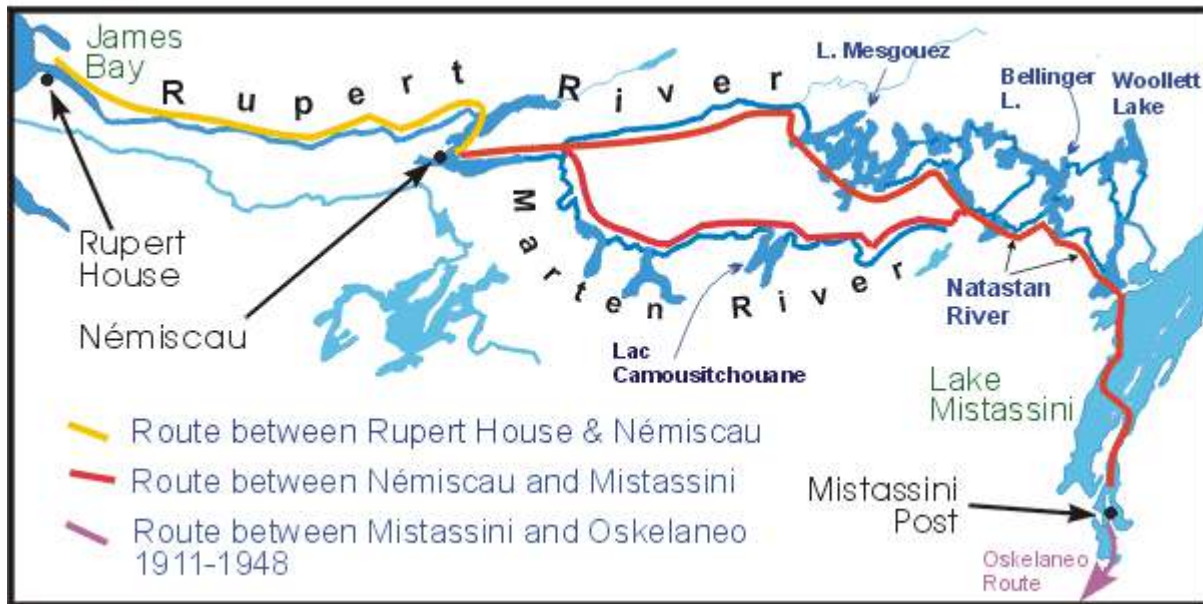 James
Bay
Rupert River
L. Mesgouez
Bellinger
L.
Woollett
Lake
Rupert
House
Némiscau
Marten River
Natastan
River
Lac
Camousitchouane
Lake
Mistassini
Mistassini
Post
Oskelaneo
Route
Route between Rupert House & Némiscau
Route between Némiscau and Mistassini
Route between Mistassini and Oskelaneo
1911-1948